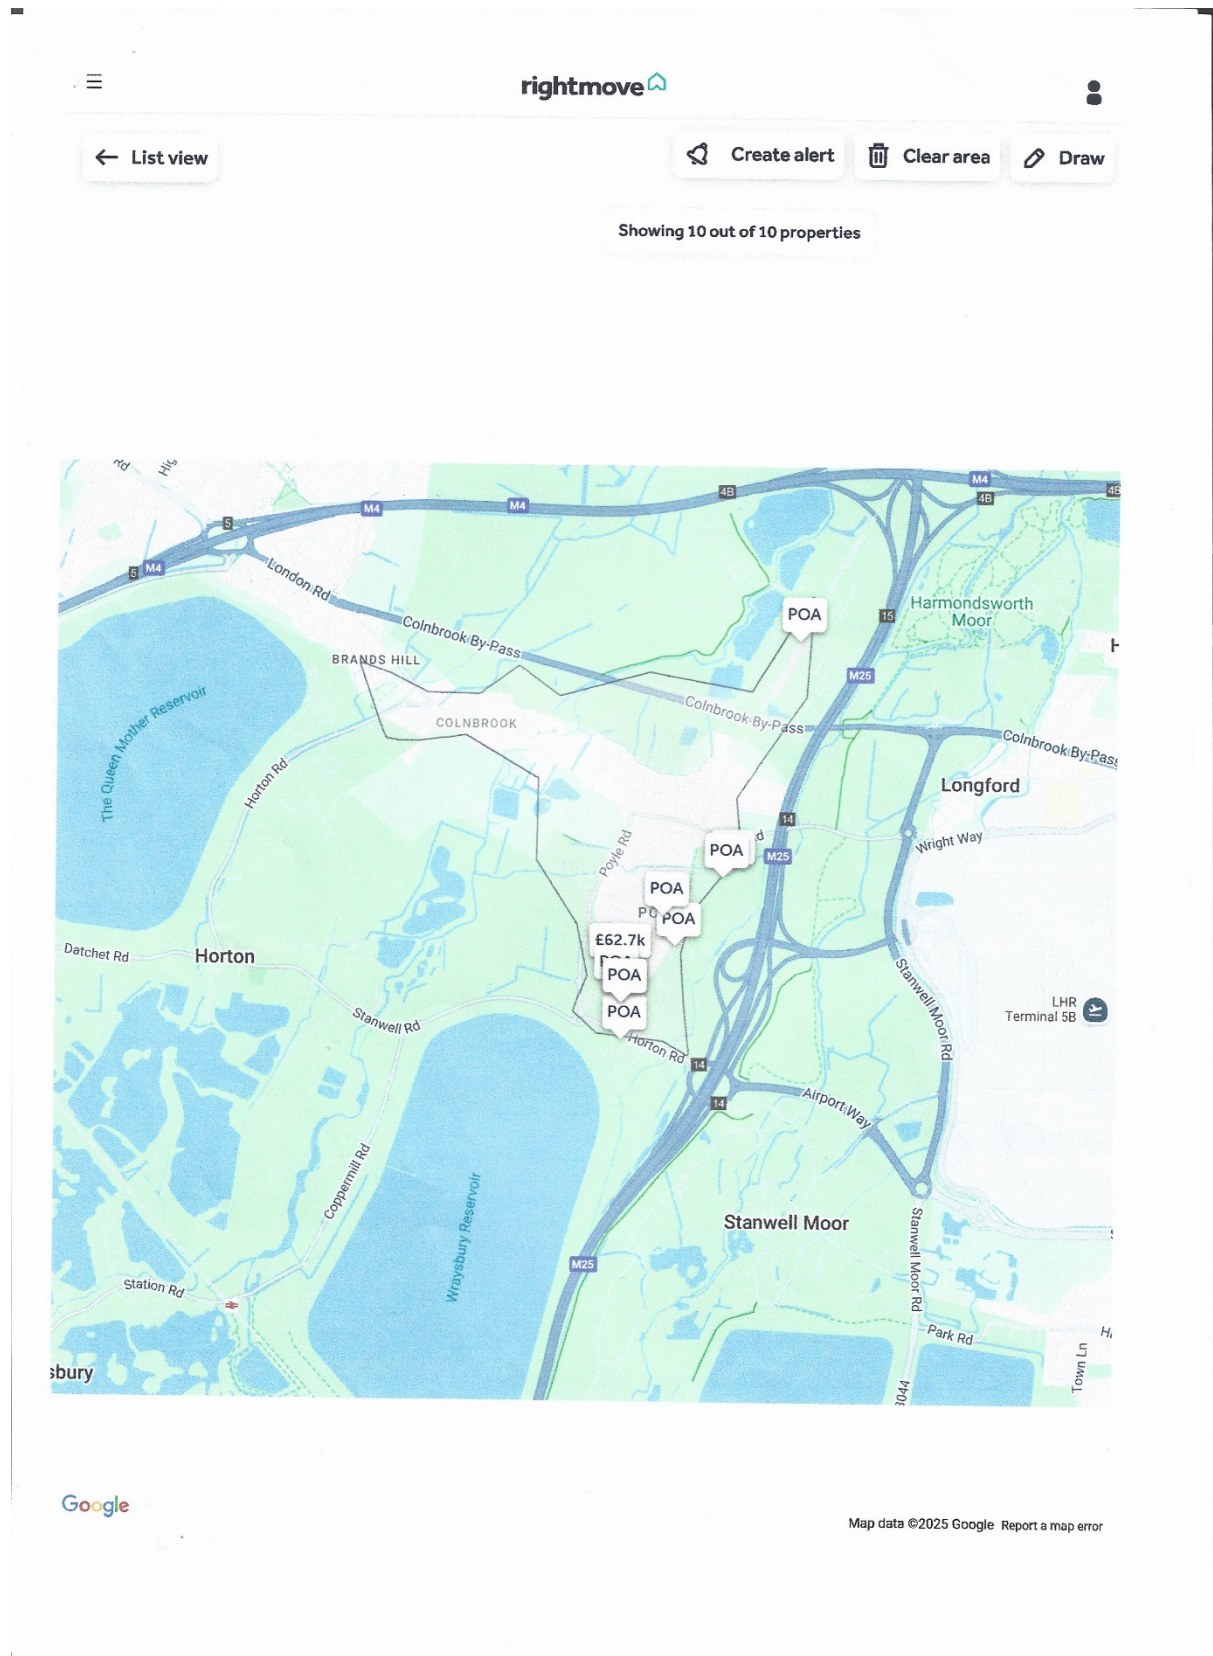 rightmove
List view
Create alert
Clear area
Draw
Showing 10 out of 10 properties
Rd
M4
4B
4B
4B
M4
M4
5
5
M4
London Rd
Colnbrook By-Pass
POA
Harmondsworth
Moor
15
BRANDS HILL
M25
The Queen Mother Reservoir
Colnbrook By-Pass
COLNBROOK
Colnbrook By-Pass
Horton Rd
Longford
14
Wright Way
Poyle Rd
POA
M25
POA
POA
£62.7k
Datchet Rd
Horton
POA
Stanwell Moor Rd
LHR
Terminal 5B
POA
Stanwell Rd
Horton Rd
14
14
Airport Way
Coppermill Rd
Wraysbury Reservoir
Stanwell Moor
Stanwell Moor Rd
M25
Station Rd
Park Rd
Town Ln
sbury
3044
Google
Map data ©2025 Google Report a map error